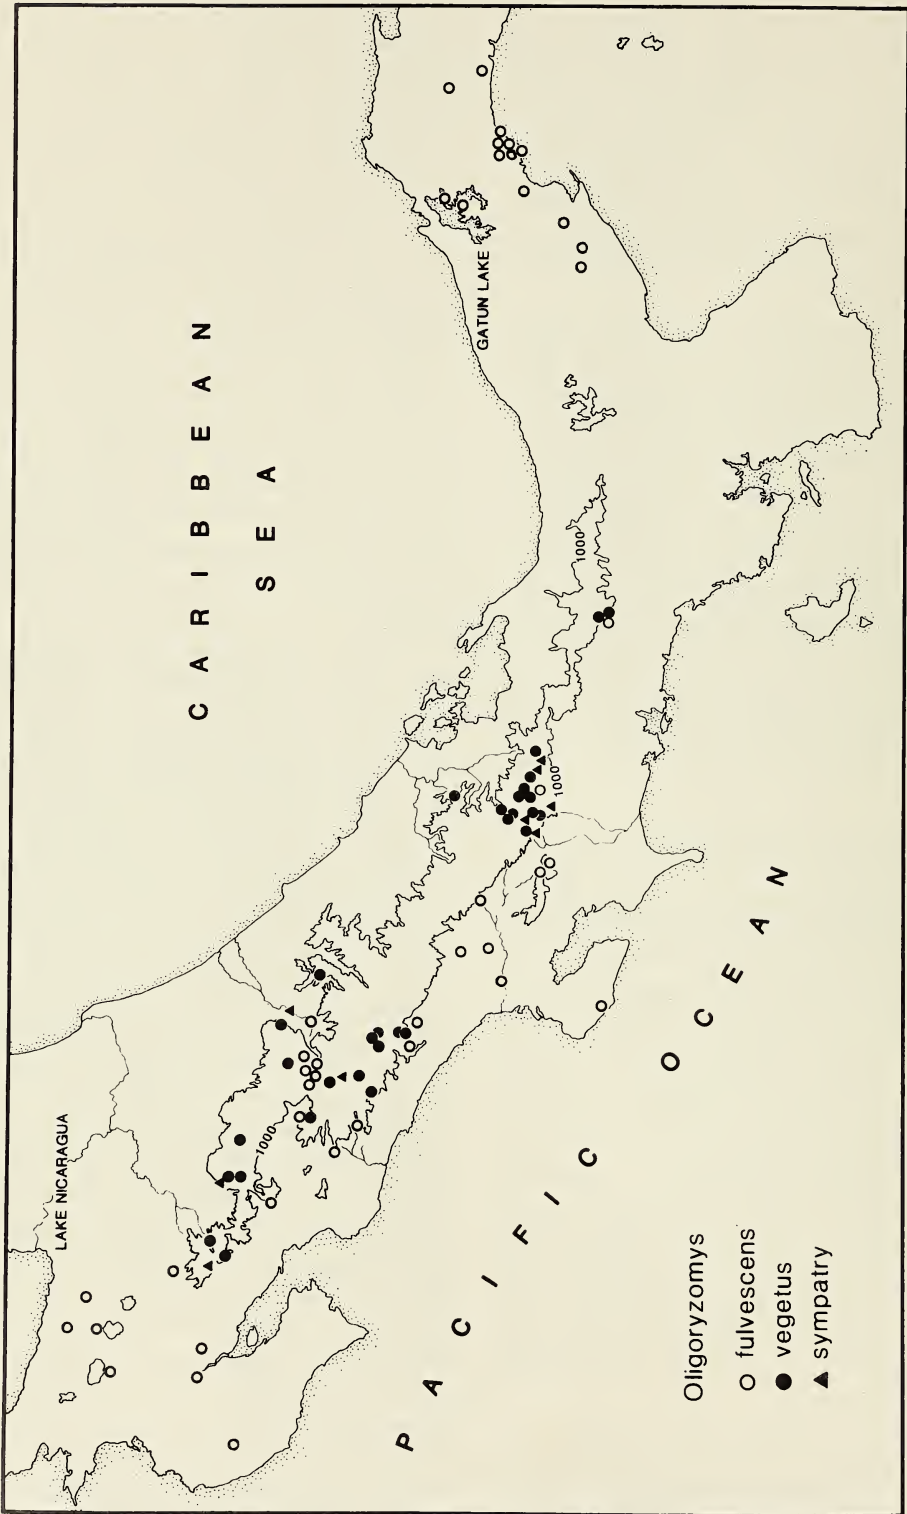 LAKE NICARAGUA
CARIBBEAN
SEA
GATUN LAKE
1000
1000
1000
PACIFIC OCEAN
Oligoryzomys
○ fulvescens
● vegetus
▲ sympatry